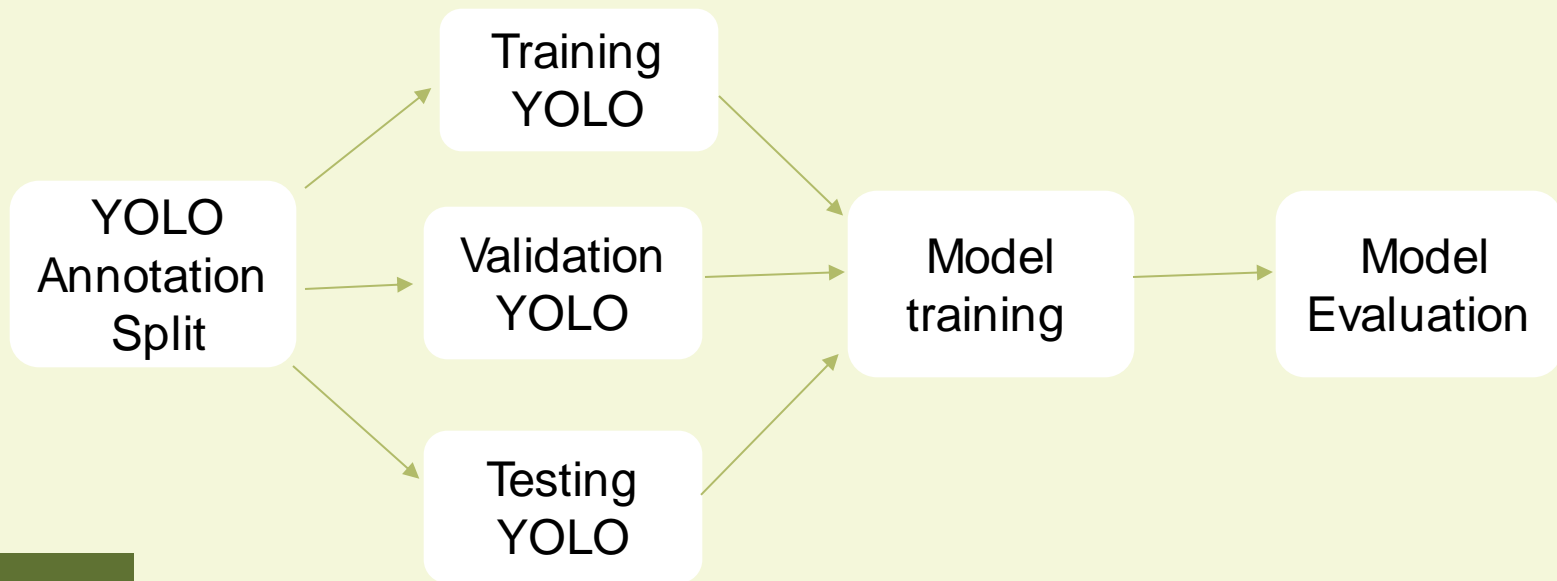 YOLO
Annotation
Split
Training
YOLO
Validation
YOLO
Testing
YOLO
Model
training
Model
Evaluation